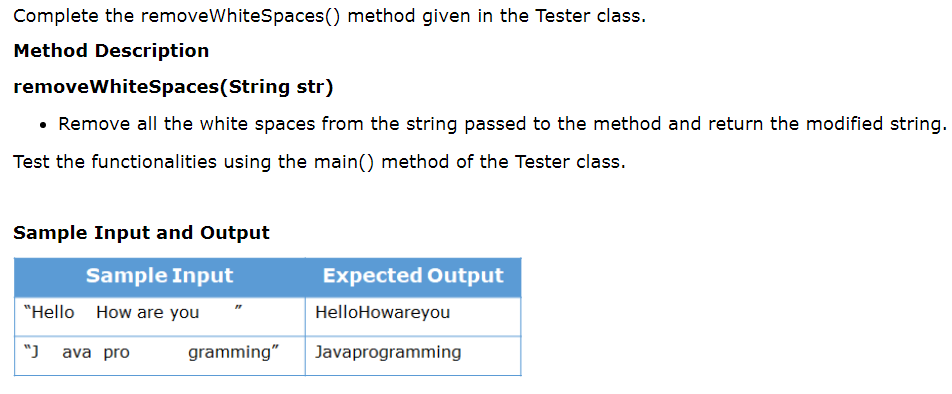 Complete the removeWhiteSpaces() method given in the Tester class.
Method Description
removeWhiteSpaces(String str)
• Remove all the white spaces from the string passed to the method and return the modified string.
Test the functionalities using the main() method of the Tester class.
Sample Input and Output
Sample Input Expected Output
“Hello   How are you     ” HelloHowareyou
“J   ava  pro        gramming” Javaprogramming